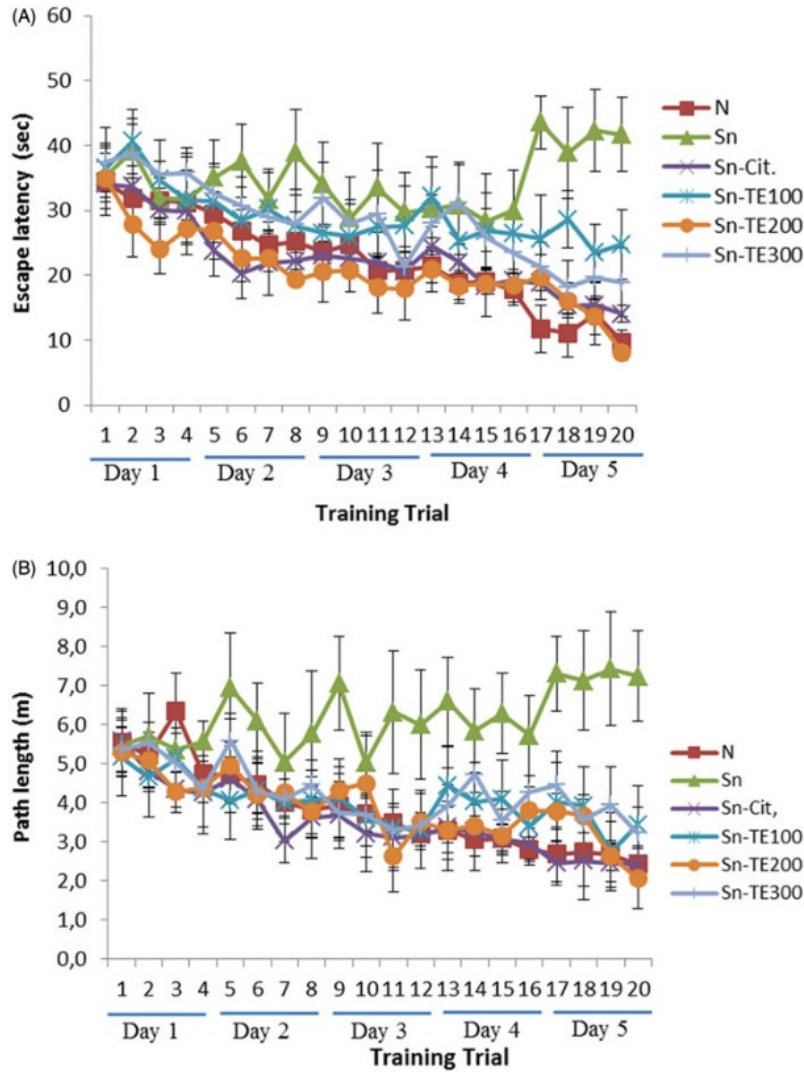 (A)
60
50
40
30
20
10
0
Escape latency (sec)
N
Sn
Sn-Cit.
Sn-TE100
Sn-TE200
Sn-TE300
1 2 3 4 5 6 7 8 9 10 11 12 13 14 15 16 17 18 19 20
Day 1 Day 2 Day 3 Day 4 Day 5
Training Trial
(B)
10,0
9,0
8,0
7,0
6,0
5,0
4,0
3,0
2,0
1,0
0,0
Path length (m)
N
Sn
Sn-Cit,
Sn-TE100
Sn-TE200
Sn-TE300
1 2 3 4 5 6 7 8 9 10 11 12 13 14 15 16 17 18 19 20
Day 1 Day 2 Day 3 Day 4 Day 5
Training Trial